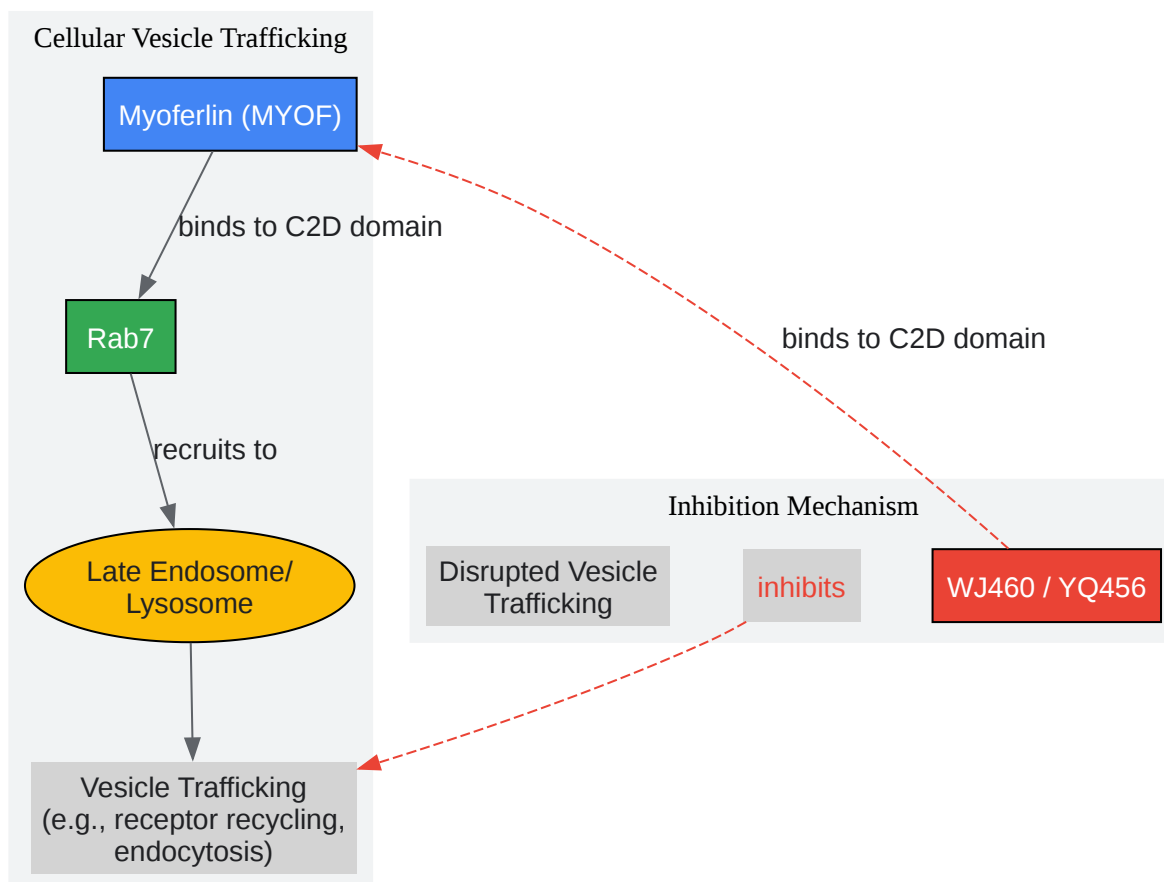 Cellular Vesicle Trafficking
Myoferlin (MYOF)
binds to C2D domain
Rab7
binds to C2D domain
recruits to
Inhibition Mechanism
Late Endosome/
Lysosome
Disrupted Vesicle
Trafficking
inhibits
WJ460 / YQ456
Vesicle Trafficking
(e.g., receptor recycling,
endocytosis)